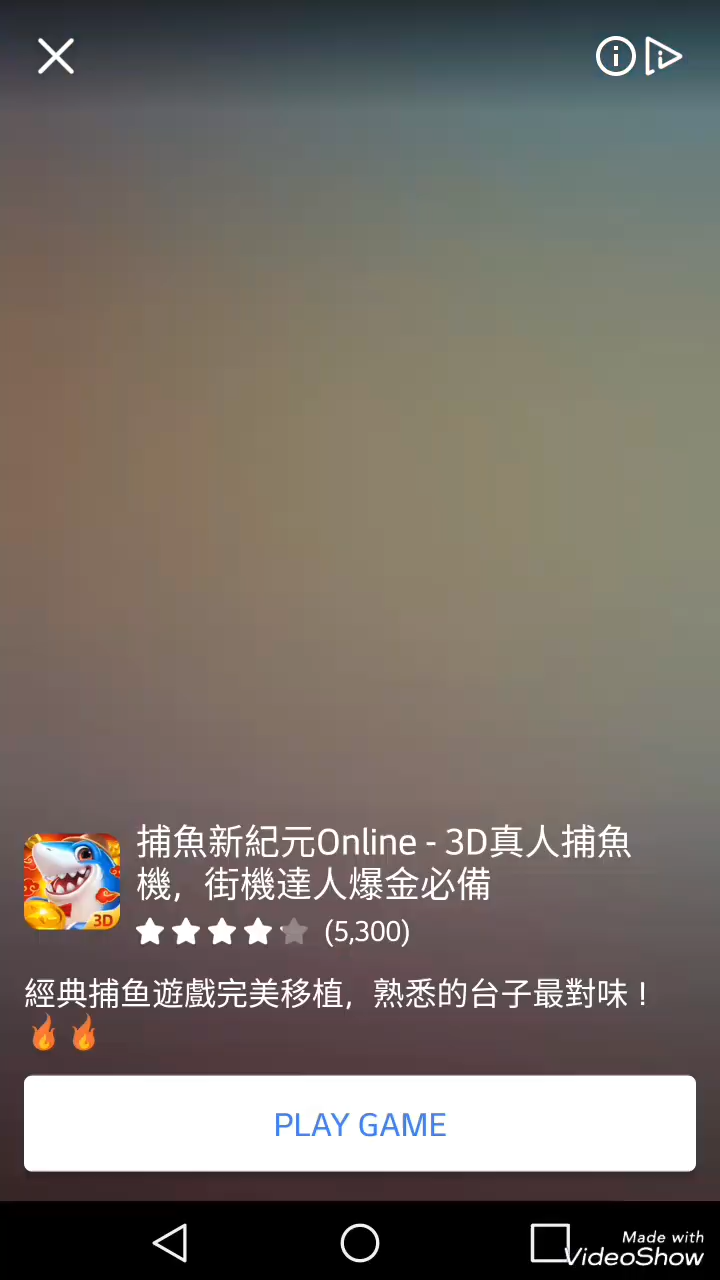 捕魚新紀元Online - 3D真人捕魚
機，街機達人爆金必備
3D
(5,300)
經典捕鱼遊戲完美移植，熟悉的台子最對味！
🔥🔥
PLAY GAME
Made with
VideoShow